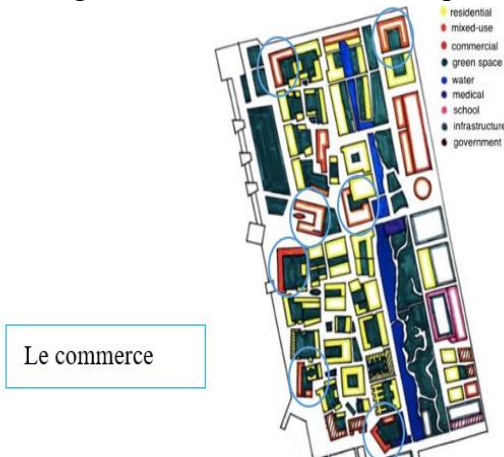 residential
mixed-use
commercial
green space
water
medical
school
infrastructure
government
Le commerce